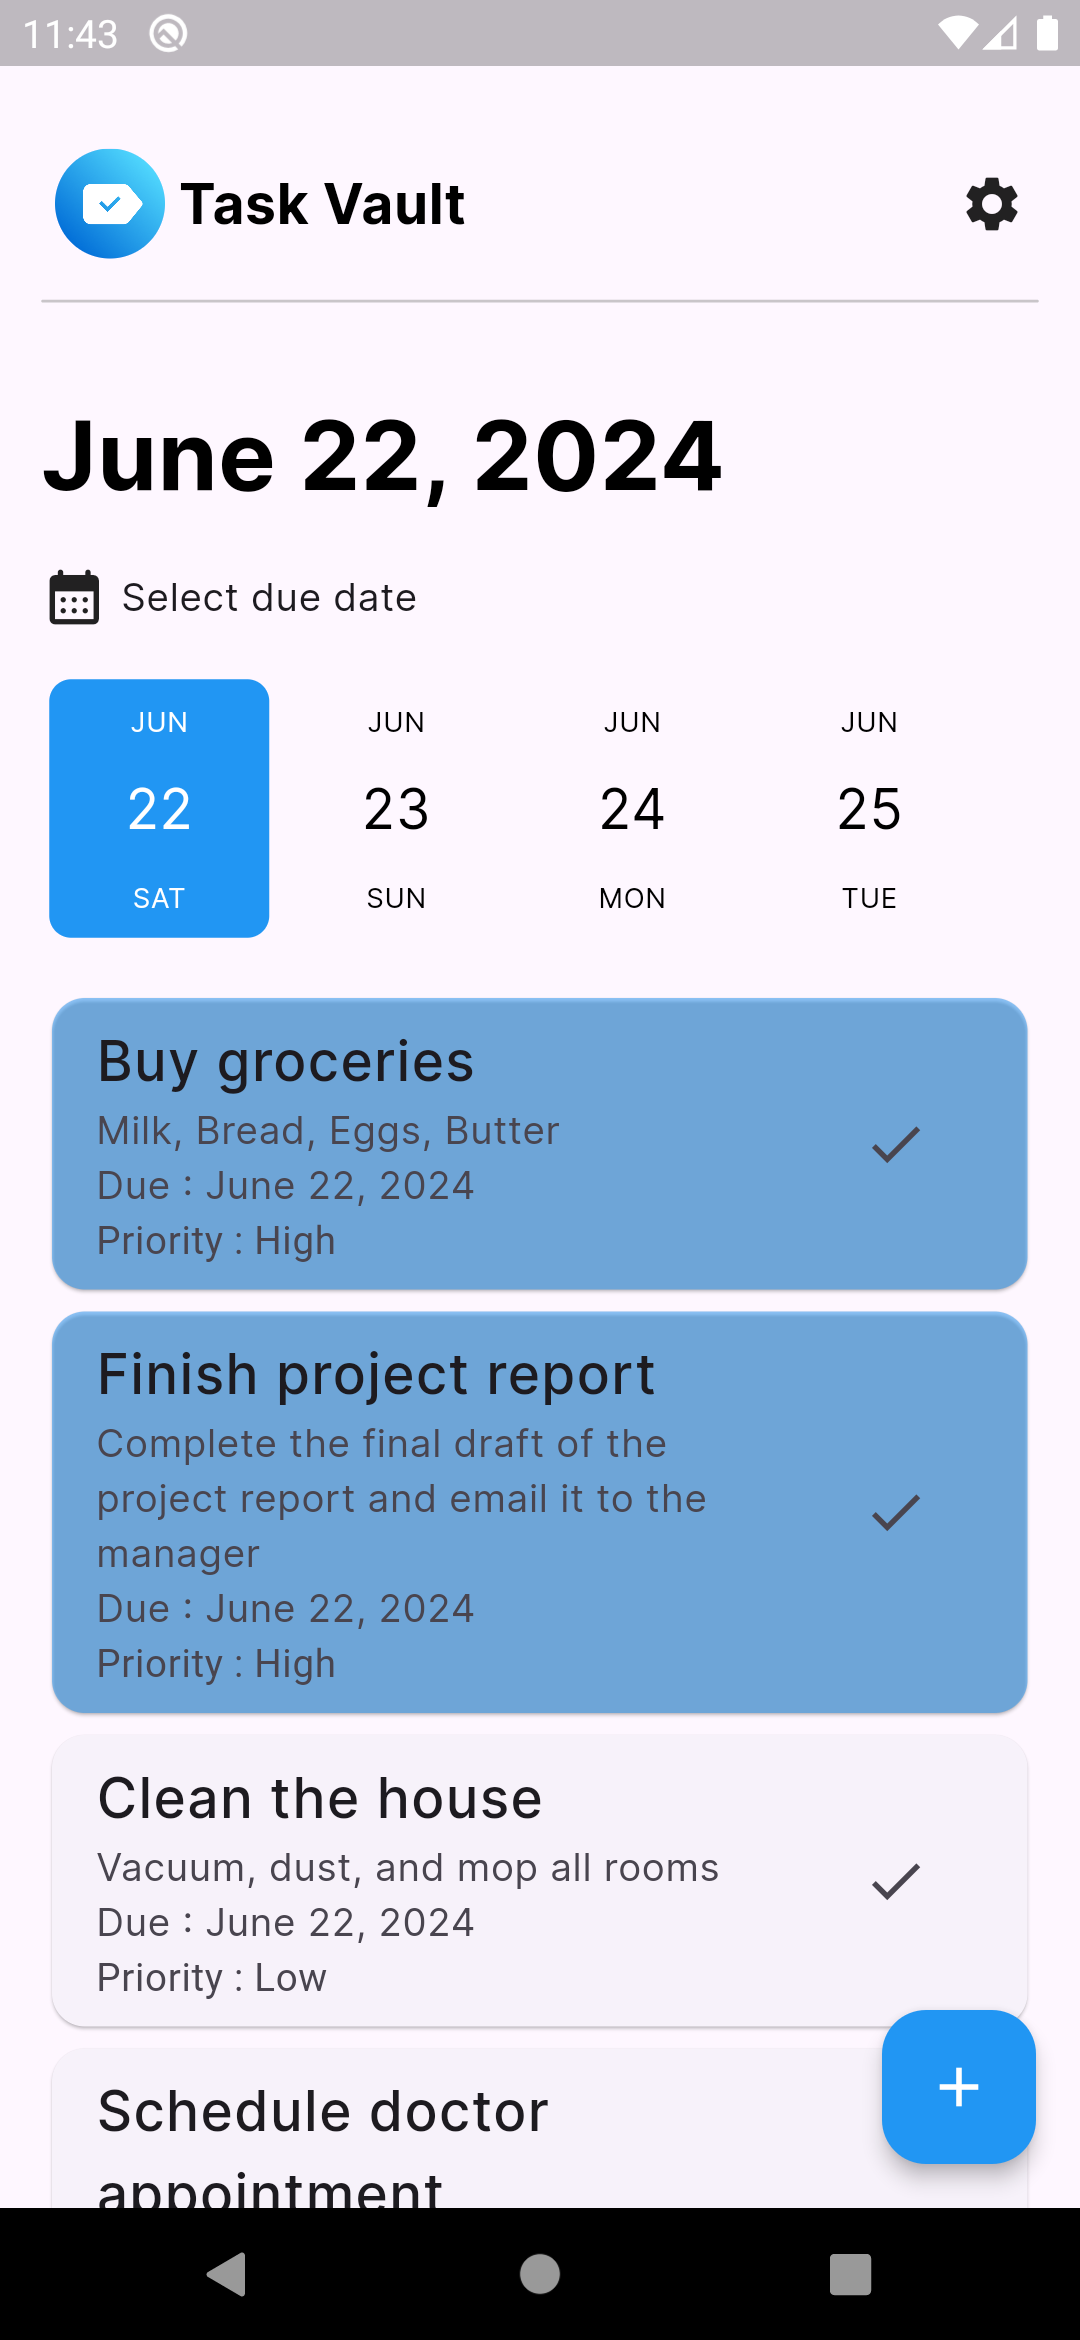 11:43
Task Vault
June 22, 2024
Select due date
JUN JUN JUN JUN
22 23 24 25
SAT SUN MON TUE
Buy groceries
Milk, Bread, Eggs, Butter
Due : June 22, 2024
Priority : High
Finish project report
Complete the final draft of the
project report and email it to the
manager
Due : June 22, 2024
Priority : High
Clean the house
Vacuum, dust, and mop all rooms
Due : June 22, 2024
Priority : Low
Schedule doctor
appointment